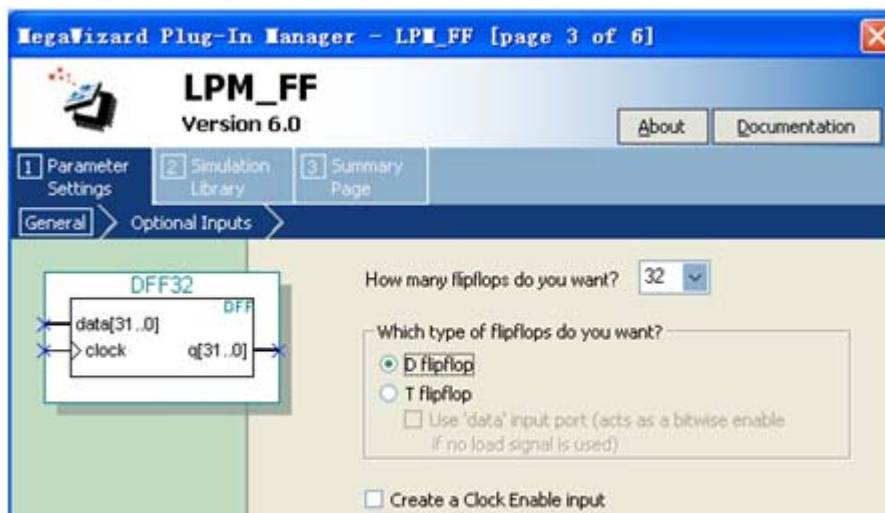 MegaWizard Plug-In Manager - LPM_FF [page 3 of 6]
LPM_FF
Version 6.0
About
Documentation
1 Parameter Settings
2 Simulation Library
3 Summary Page
General
Optional Inputs
DFF32
DFF
data[31..0]
clock
q[31..0]
How many flipflops do you want? 32
Which type of flipflops do you want?
D flipflop
T flipflop
Use 'data' input port (acts as a bitwise enable
if no load signal is used)
Create a Clock Enable input